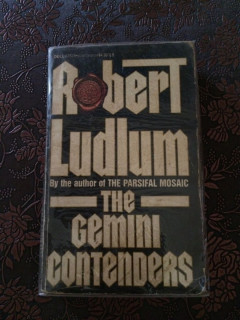 Robert
Ludlum
By the author of THE PARSIFAL MOSAIC
THE
Gemini
Contenders